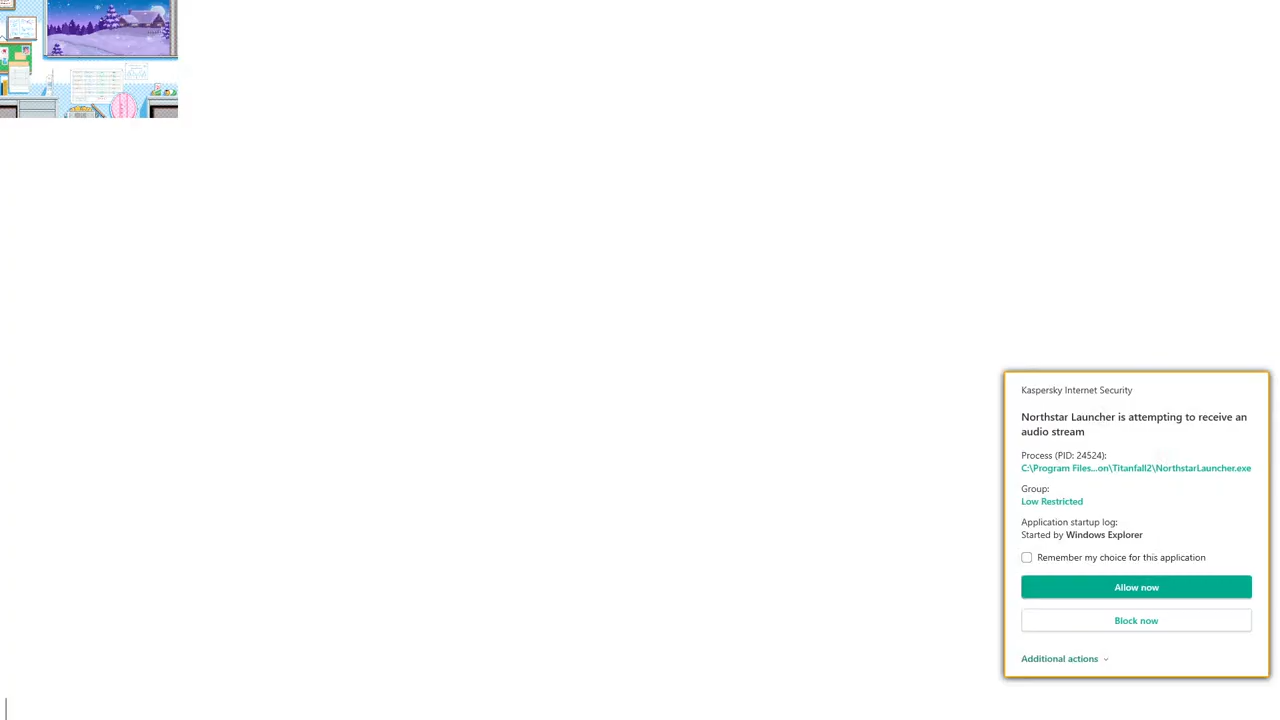 Kaspersky Internet Security
Northstar Launcher is attempting to receive an
audio stream
Process (PID: 24524):
C:\Program Files...on\Titanfall2\NorthstarLauncher.exe
Group:
Low Restricted
Application startup log:
Started by Windows Explorer
Remember my choice for this application
Allow now
Block now
Additional actions